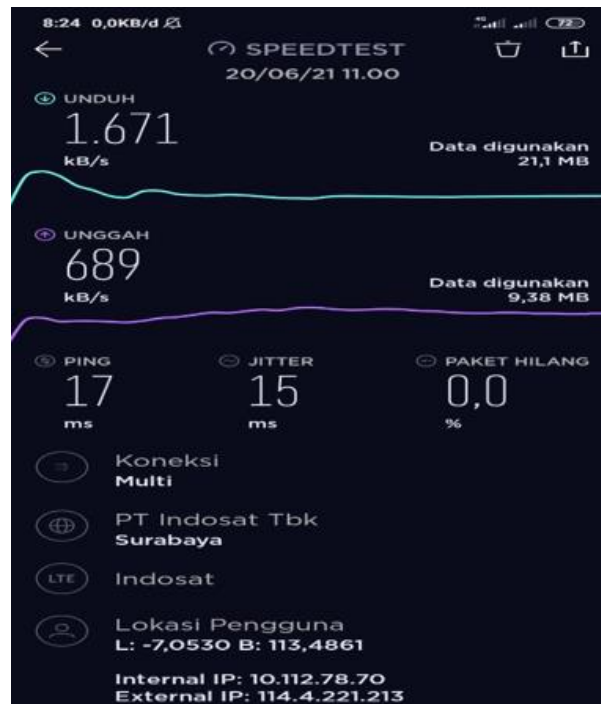 8:24 0,0KB/d
4G 72
SPEEDTEST
20/06/21 11.00
UNDUH
1.671
kB/s
Data digunakan
21,1 MB
UNGGAH
689
kB/s
Data digunakan
9,38 MB
PING
17
ms
JITTER
15
ms
PAKET HILANG
0,0
%
Koneksi
Multi
PT Indosat Tbk
Surabaya
LTE Indosat
Lokasi Pengguna
L: -7,0530 B: 113,4861
Internal IP: 10.112.78.70
External IP: 114.4.221.213